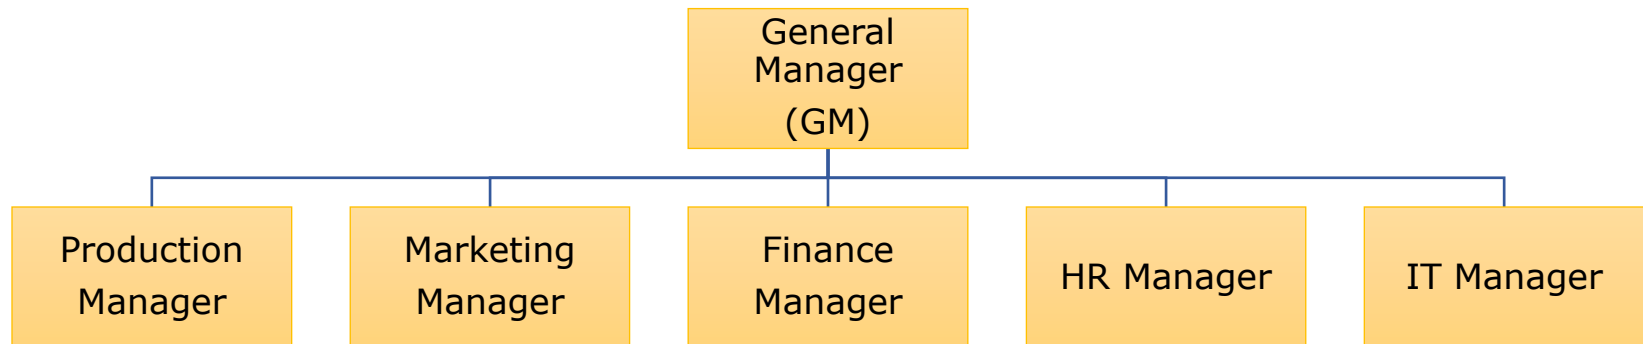 General
Manager
(GM)
Production
Manager
Marketing
Manager
Finance
Manager
HR Manager
IT Manager